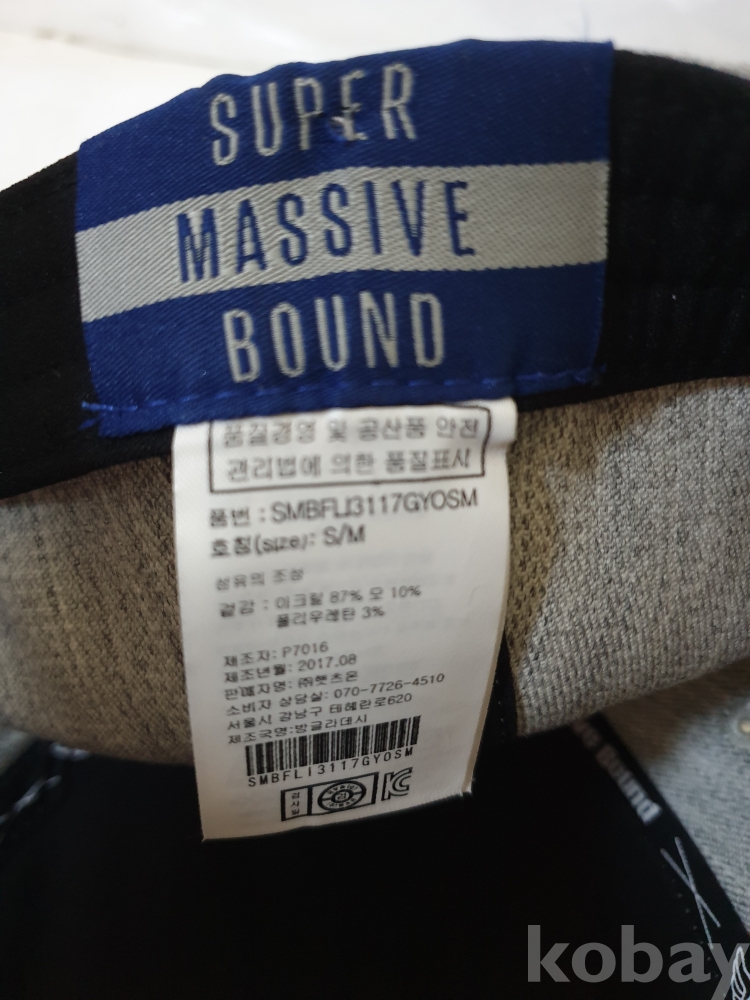 SUPER
MASSIVE
BOUND
품질경영 및 공산품 안전
관리법에 의한 품질표시
품번 : SMBFLI3117GYOSM
호칭(size): S/M
섬유의 조성
겉감 : 아크릴 87% 모 10%
폴리우레탄 3%
제조자: P7016
제조년월: 2017.08
판매자명: ㈜햇츠온
소비자 상담실: 070-7726-4510
서울시 강남구 테헤란로620
제조국명:방글라데시
SMBFLI3117GYOSM
검사필
kobay